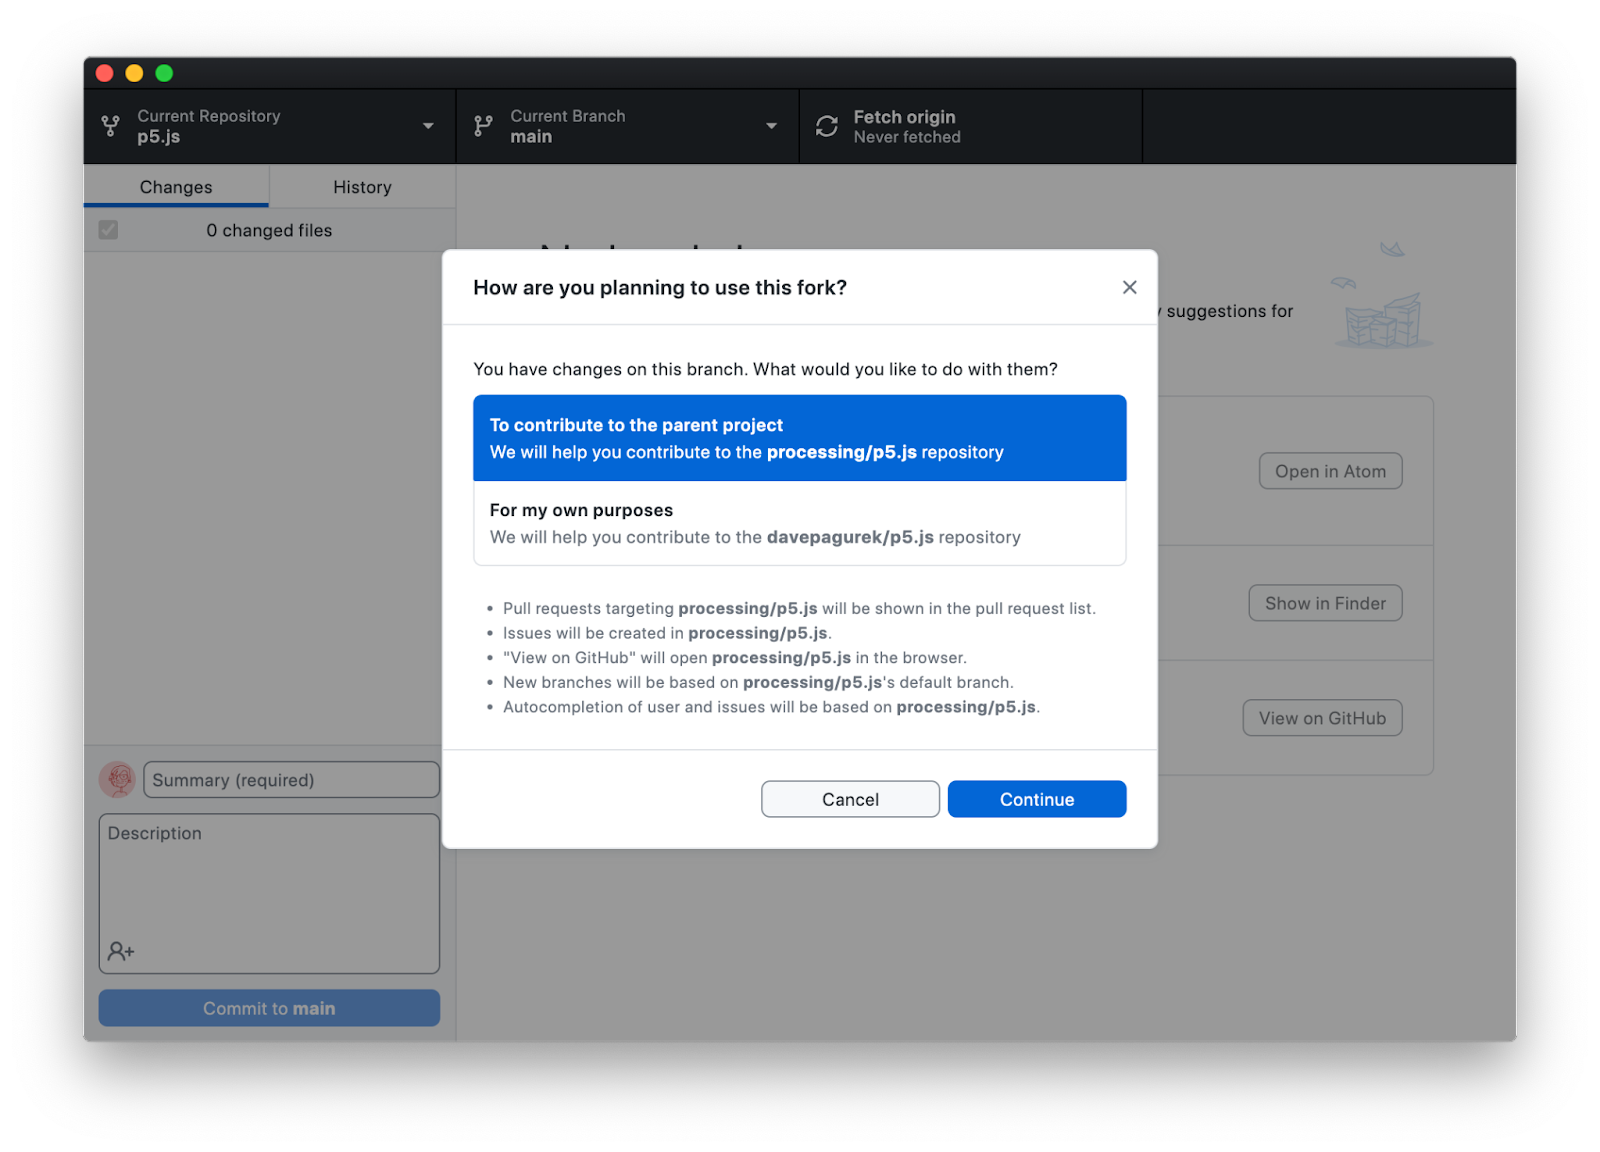 Current Repository
p5.js
Current Branch
main
Fetch origin
Never fetched
Changes
History
0 changed files
How are you planning to use this fork?
suggestions for
You have changes on this branch. What would you like to do with them?
To contribute to the parent project
We will help you contribute to the processing/p5.js repository
For my own purposes
We will help you contribute to the davepagurek/p5.js repository
• Pull requests targeting processing/p5.js will be shown in the pull request list.
• Issues will be created in processing/p5.js.
• "View on GitHub" will open processing/p5.js in the browser.
• New branches will be based on processing/p5.js's default branch.
• Autocompletion of user and issues will be based on processing/p5.js.
Cancel
Continue
Open in Atom
Show in Finder
View on GitHub
Summary (required)
Description
Commit to main